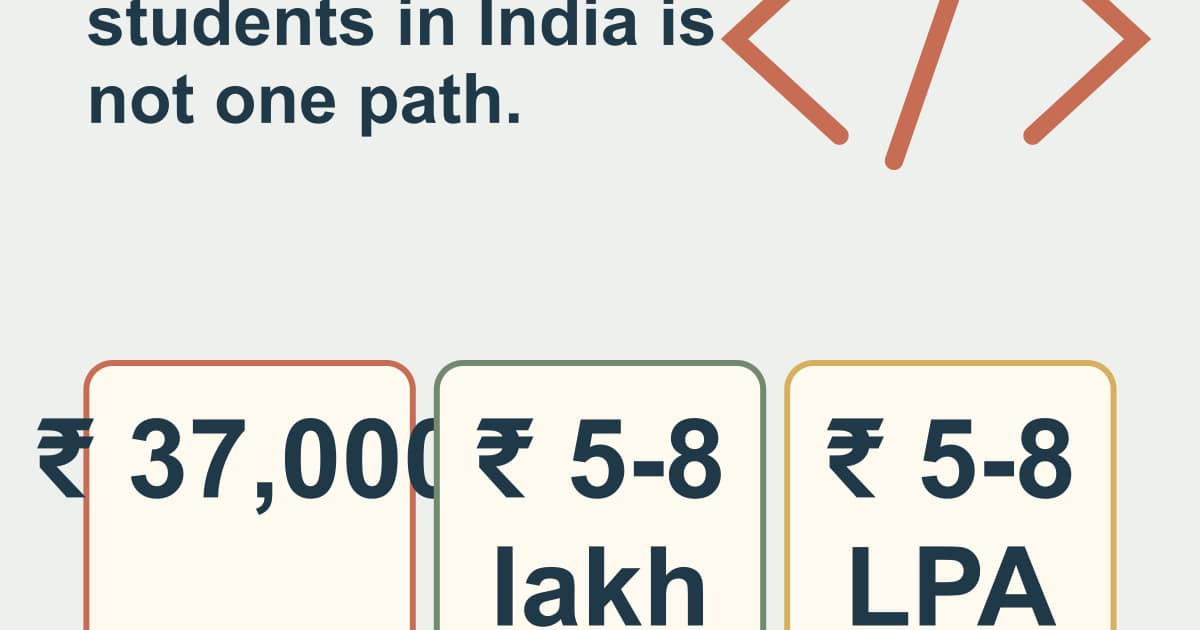 students in India is
not one path.
₹ 37,000
₹ 5-8
lakh
₹ 5-8
LPA